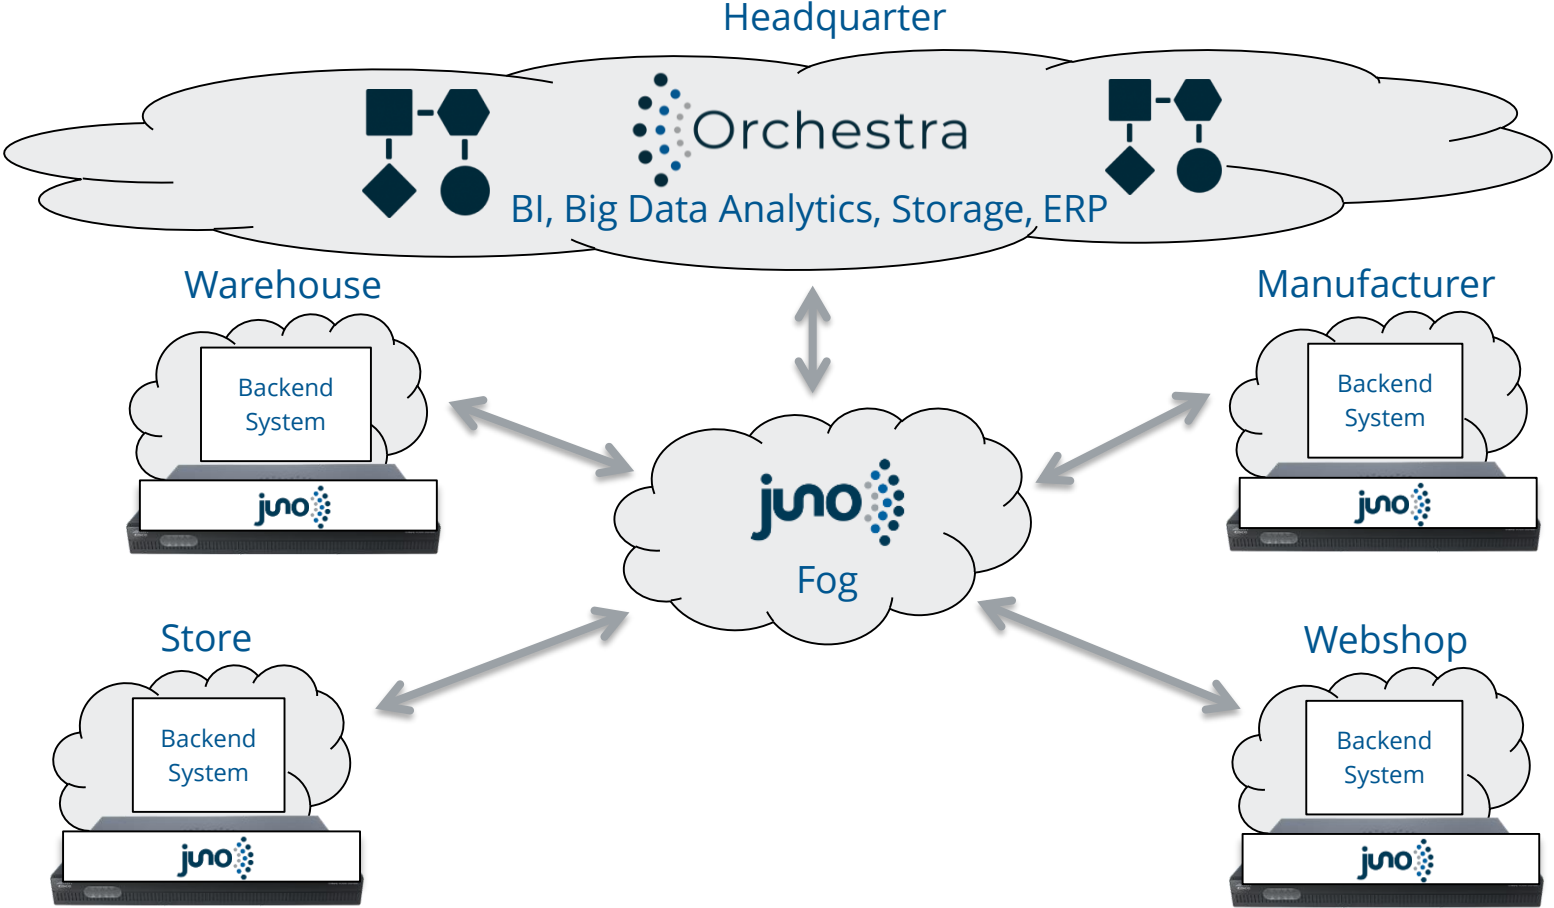 Headquarter
Orchestra
BI, Big Data Analytics, Storage, ERP
Warehouse
Backend
System
juno
Manufacturer
Backend
System
juno
juno
Fog
Store
Backend
System
juno
Webshop
Backend
System
juno